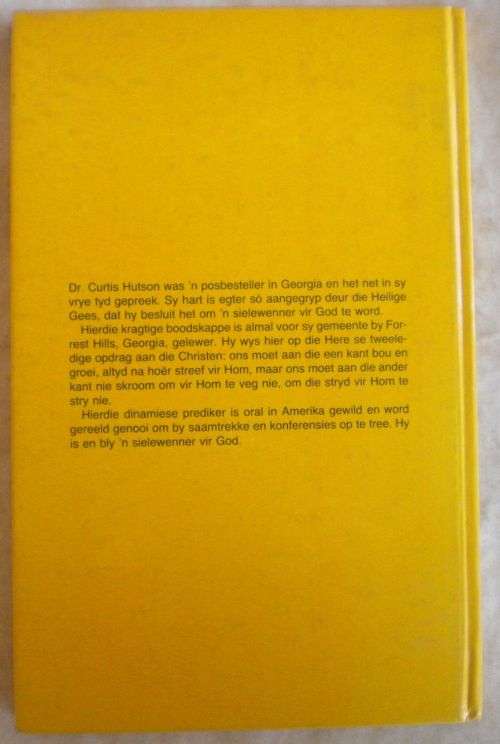 Dr. Curtis Hutson was 'n posbesteller in Georgia en het net in sy
vrye tyd gepreek. Sy hart is egter só aangegryp deur die Heilige
Gees, dat hy besluit het om 'n sielewenner vir God te word.
Hierdie kragtige boodskappe is almal voor sy gemeente by For-
rest Hills, Georgia, gelewer. Hy wys hier op die Here se tweele-
dige opdrag aan die Christen: ons moet aan die een kant bou en
groei, altyd na hoër streef vir Hom, maar ons moet aan die ander
kant nie skroom om vir Hom te veg nie, om die stryd vir Hom te
stry nie.
Hierdie dinamiese prediker is oral in Amerika gewild en word
gereeld genooi om by saamtrekke en konferensies op te tree. Hy
is en bly 'n sielewenner vir God.